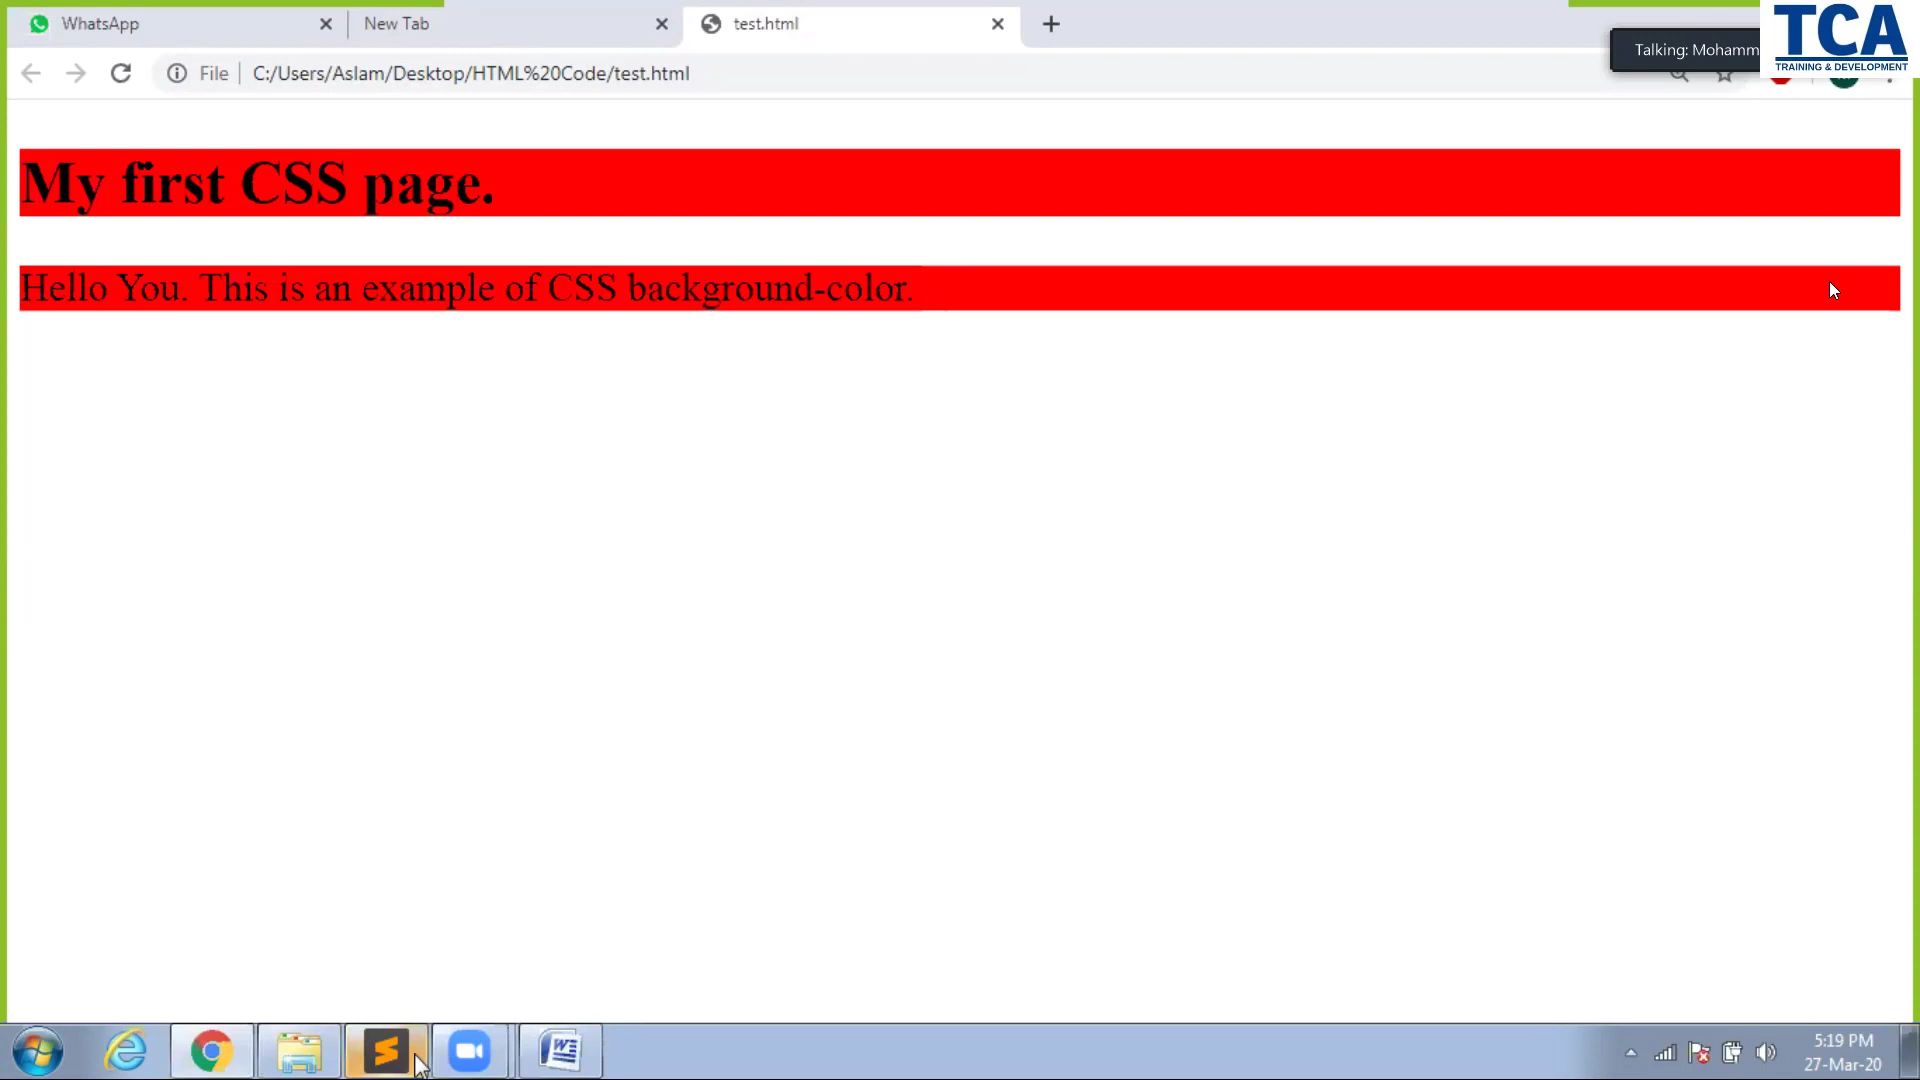 WhatsApp
New Tab
test.html
Talking: Mohamm
TCA
TRAINING & DEVELOPMENT
File
C:/Users/Aslam/Desktop/HTML%20Code/test.html
My first CSS page.
Hello You. This is an example of CSS background-color.
5:19 PM
27-Mar-20